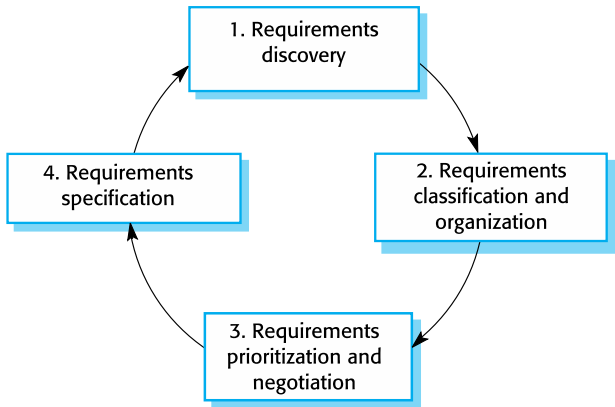 1. Requirements
discovery
2. Requirements
classification and
organization
3. Requirements
prioritization and
negotiation
4. Requirements
specification